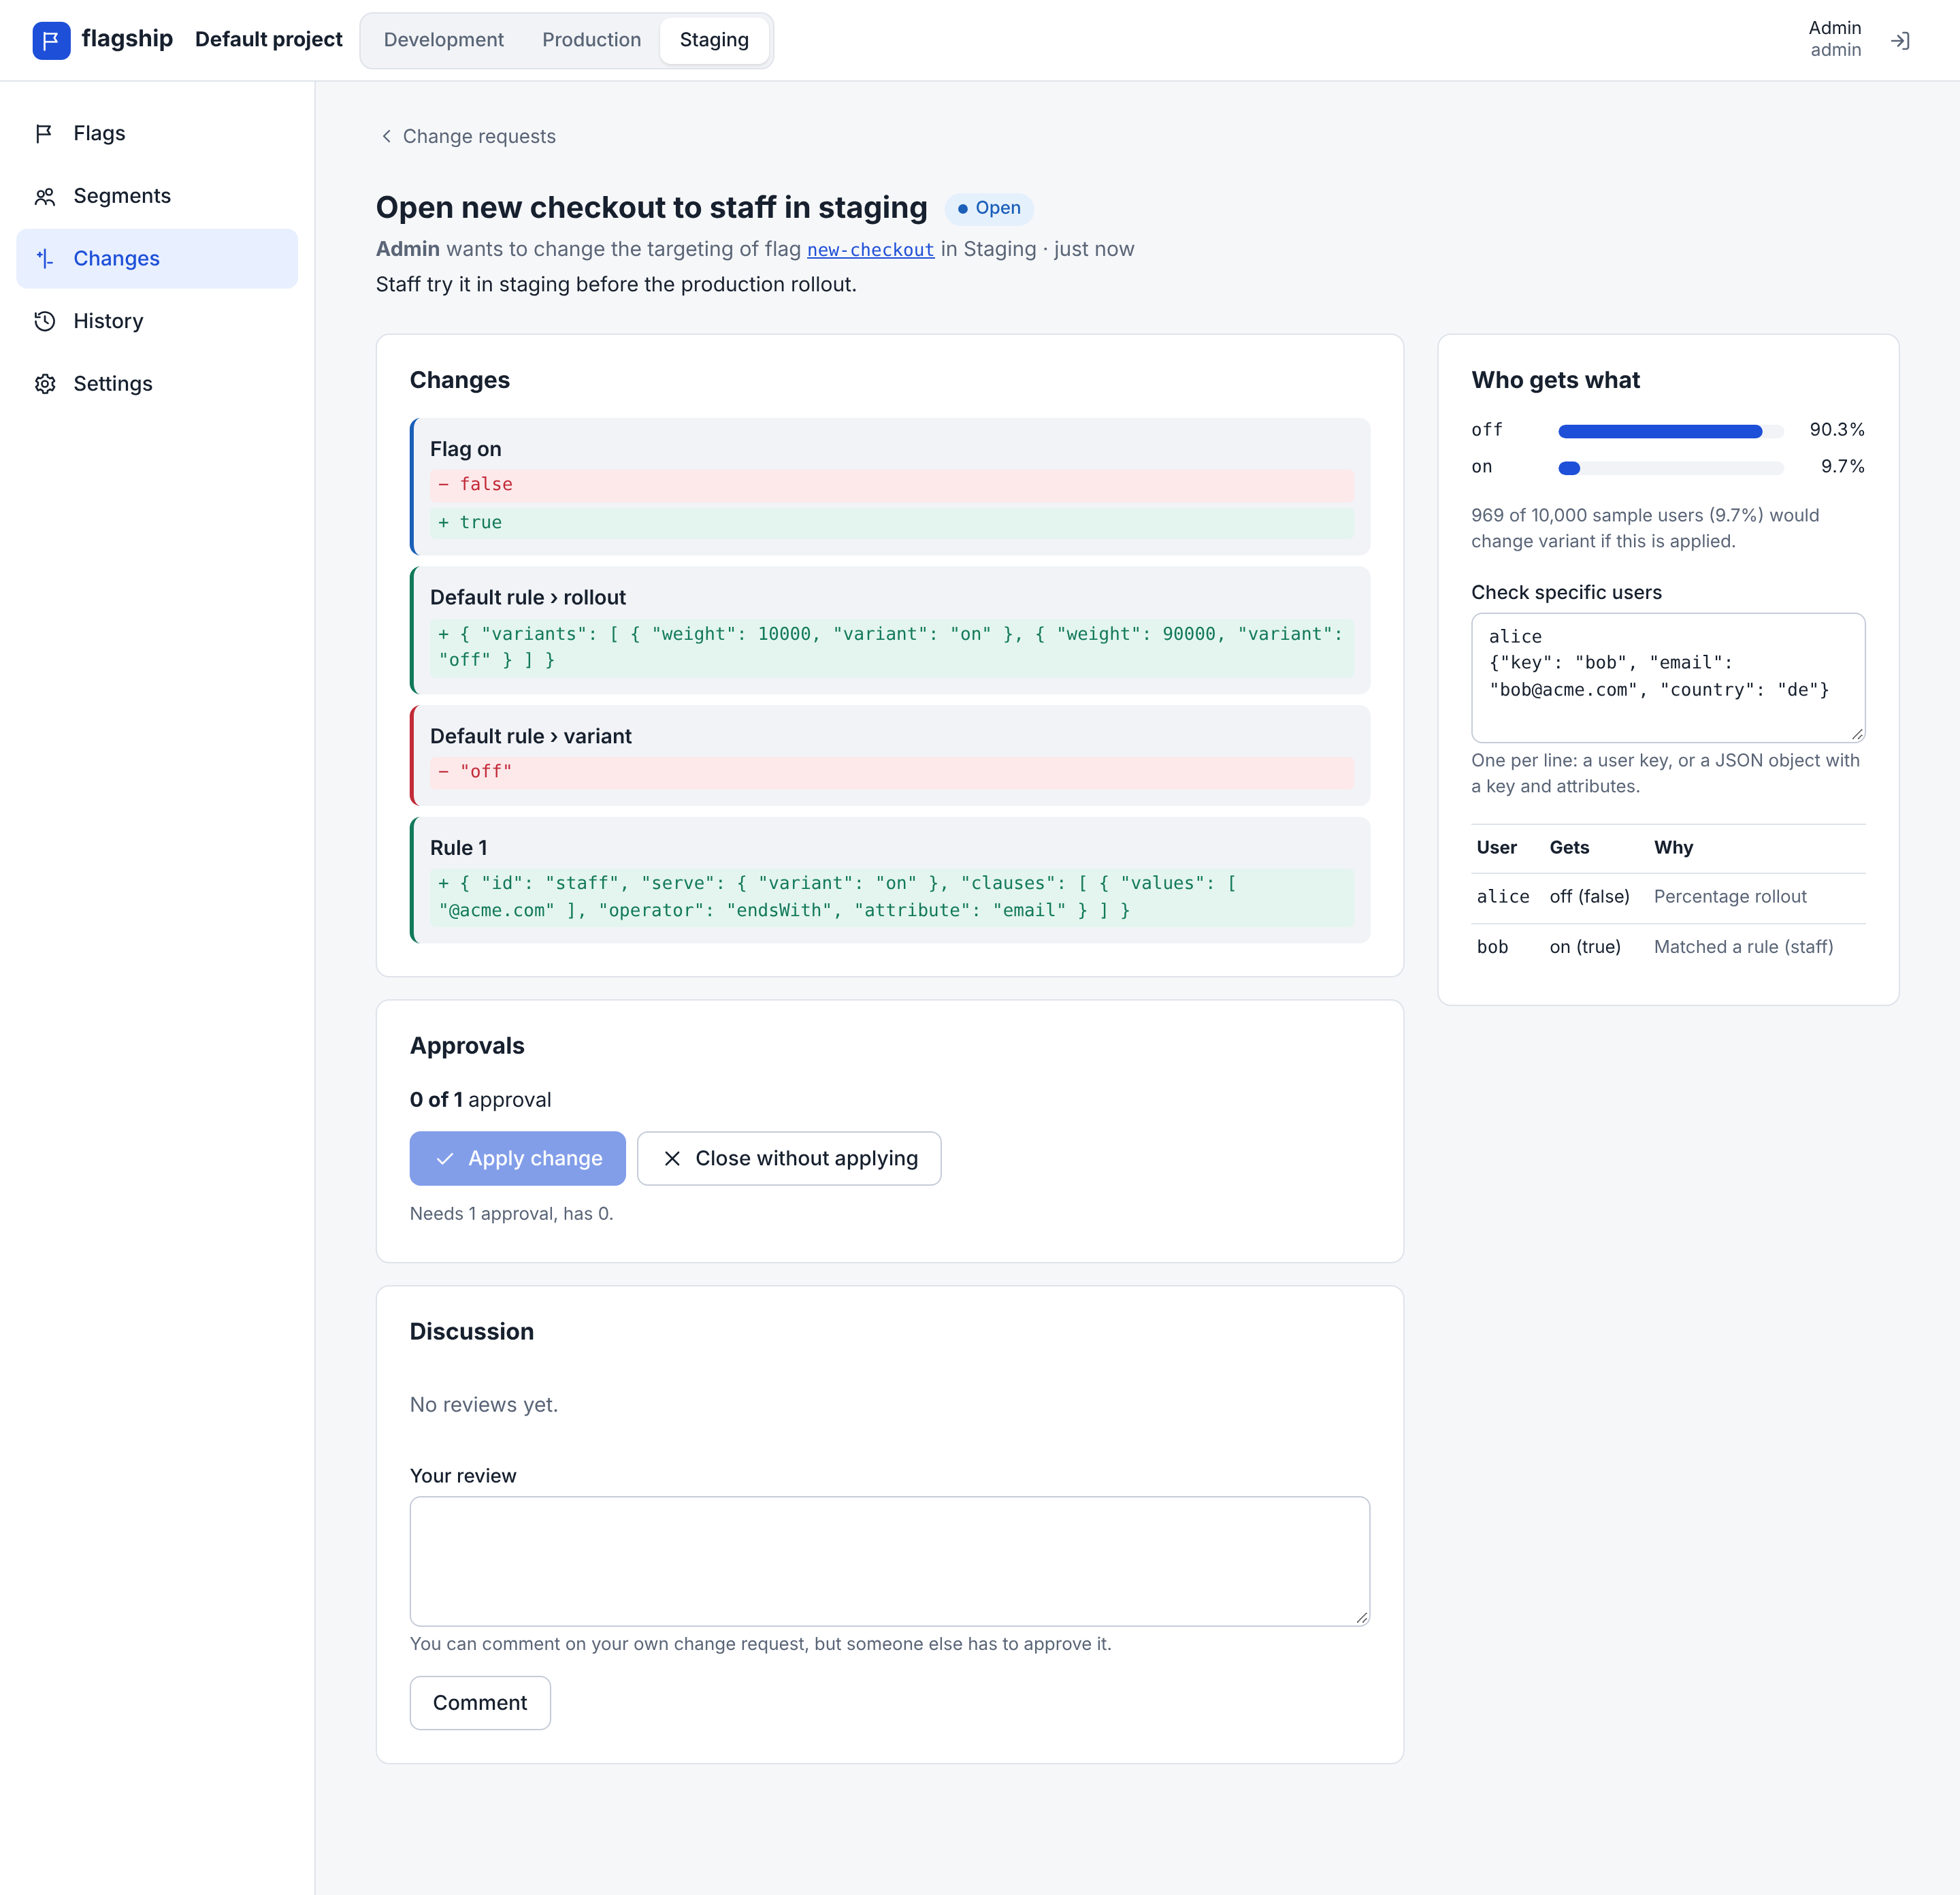 flagship
Default project
Development
Production
Staging
Admin
admin
Flags
Segments
Changes
History
Settings
Change requests
Open new checkout to staff in staging
Open
Admin wants to change the targeting of flag new-checkout in Staging · just now
Staff try it in staging before the production rollout.
Changes
Flag on
− false
+ true
Default rule › rollout
+ { "variants": [ { "weight": 10000, "variant": "on" }, { "weight": 90000, "variant":
"off" } ] }
Default rule › variant
− "off"
Rule 1
+ { "id": "staff", "serve": { "variant": "on" }, "clauses": [ { "values": [
"@acme.com" ], "operator": "endsWith", "attribute": "email" } ] }
Approvals
0 of 1 approval
Apply change
Close without applying
Needs 1 approval, has 0.
Discussion
No reviews yet.
Your review
You can comment on your own change request, but someone else has to approve it.
Comment
Who gets what
off 90.3%
on 9.7%
969 of 10,000 sample users (9.7%) would
change variant if this is applied.
Check specific users
alice
{"key": "bob", "email":
"bob@acme.com", "country": "de"}
One per line: a user key, or a JSON object with
a key and attributes.
User Gets Why
alice off (false) Percentage rollout
bob on (true) Matched a rule (staff)